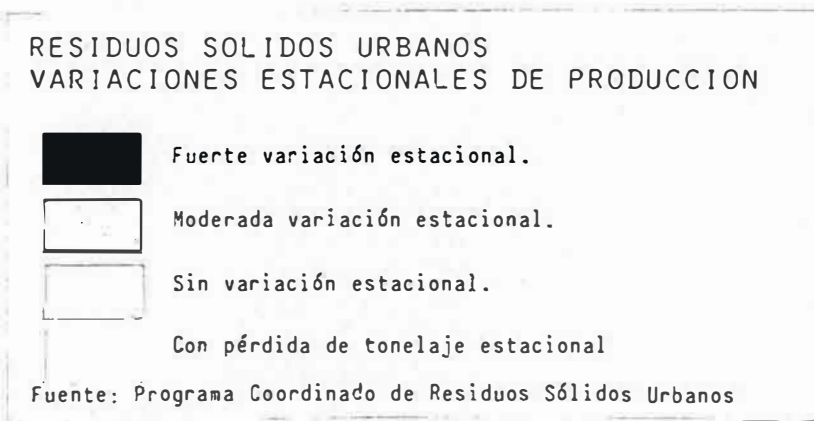 RESIDUOS SOLIDOS URBANOS
VARIACIONES ESTACIONALES DE PRODUCCION
Fuerte variación estacional.
Moderada variación estacional.
Sin variación estacional.
Con pérdida de tonelaje estacional
Fuente: Programa Coordinado de Residuos Sólidos Urbanos